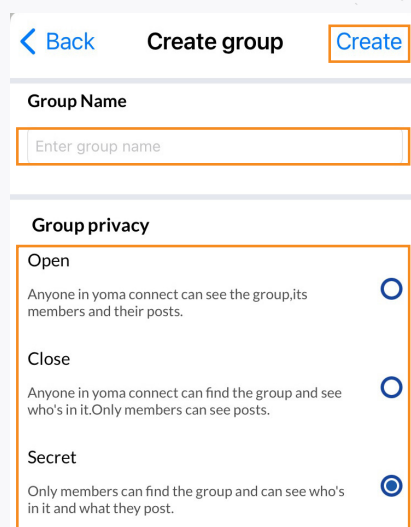 Back Create group Create
Group Name
Enter group name
Group privacy
Open
Anyone in yoma connect can see the group,its
members and their posts.
Close
Anyone in yoma connect can find the group and see
who's in it.Only members can see posts.
Secret
Only members can find the group and can see who's
in it and what they post.